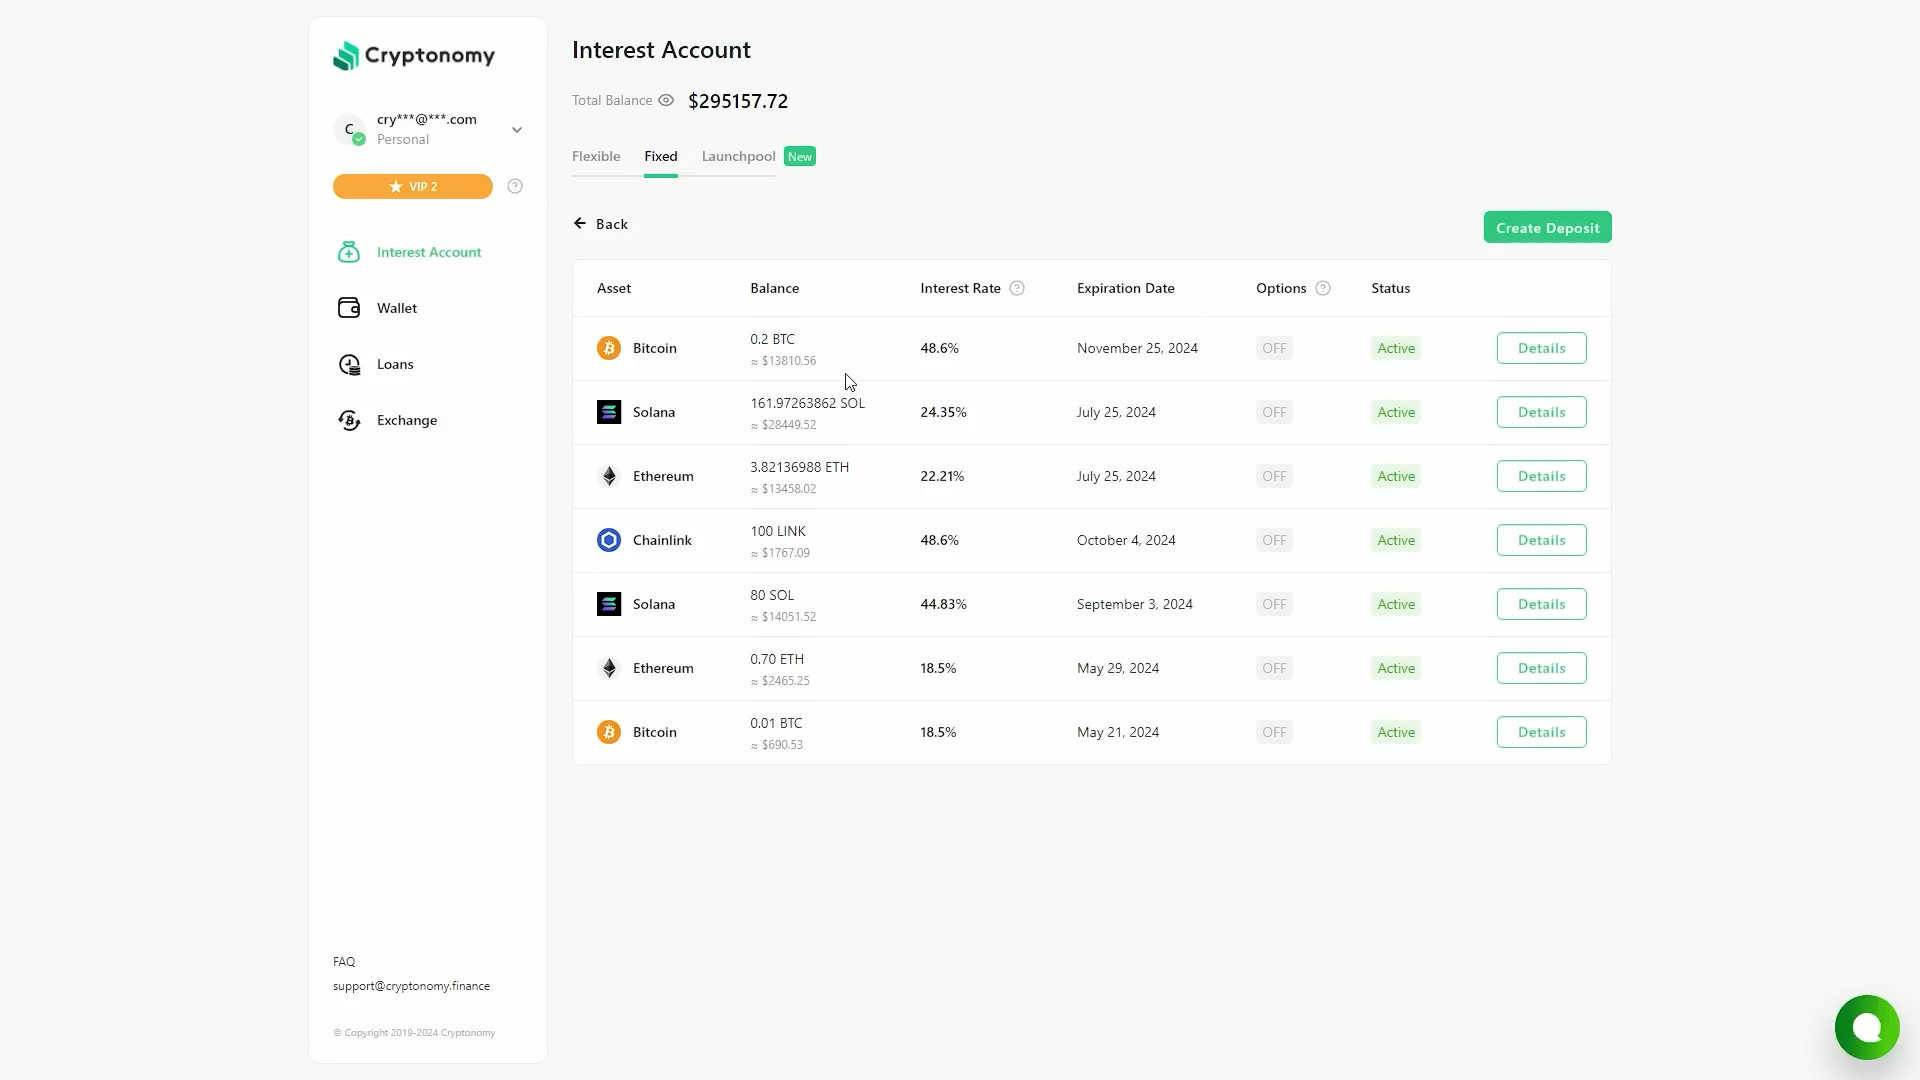 Cryptonomy
C
cry***@***.com
Personal
VIP 2
Interest Account
Wallet
Loans
Exchange
FAQ
support@cryptonomy.finance
© Copyright 2019-2024 Cryptonomy
Interest Account
Total Balance $295157.72
Flexible Fixed Launchpool New
Back
Create Deposit
Asset Balance Interest Rate Expiration Date Options Status
Bitcoin 0.2 BTC 48.6% November 25, 2024 OFF Active Details
≈ $13810.56
Solana 161.97263862 SOL 24.35% July 25, 2024 OFF Active Details
≈ $28449.52
Ethereum 3.82136988 ETH 22.21% July 25, 2024 OFF Active Details
≈ $13458.02
Chainlink 100 LINK 48.6% October 4, 2024 OFF Active Details
≈ $1767.09
Solana 80 SOL 44.83% September 3, 2024 OFF Active Details
≈ $14051.52
Ethereum 0.70 ETH 18.5% May 29, 2024 OFF Active Details
≈ $2465.25
Bitcoin 0.01 BTC 18.5% May 21, 2024 OFF Active Details
≈ $690.53